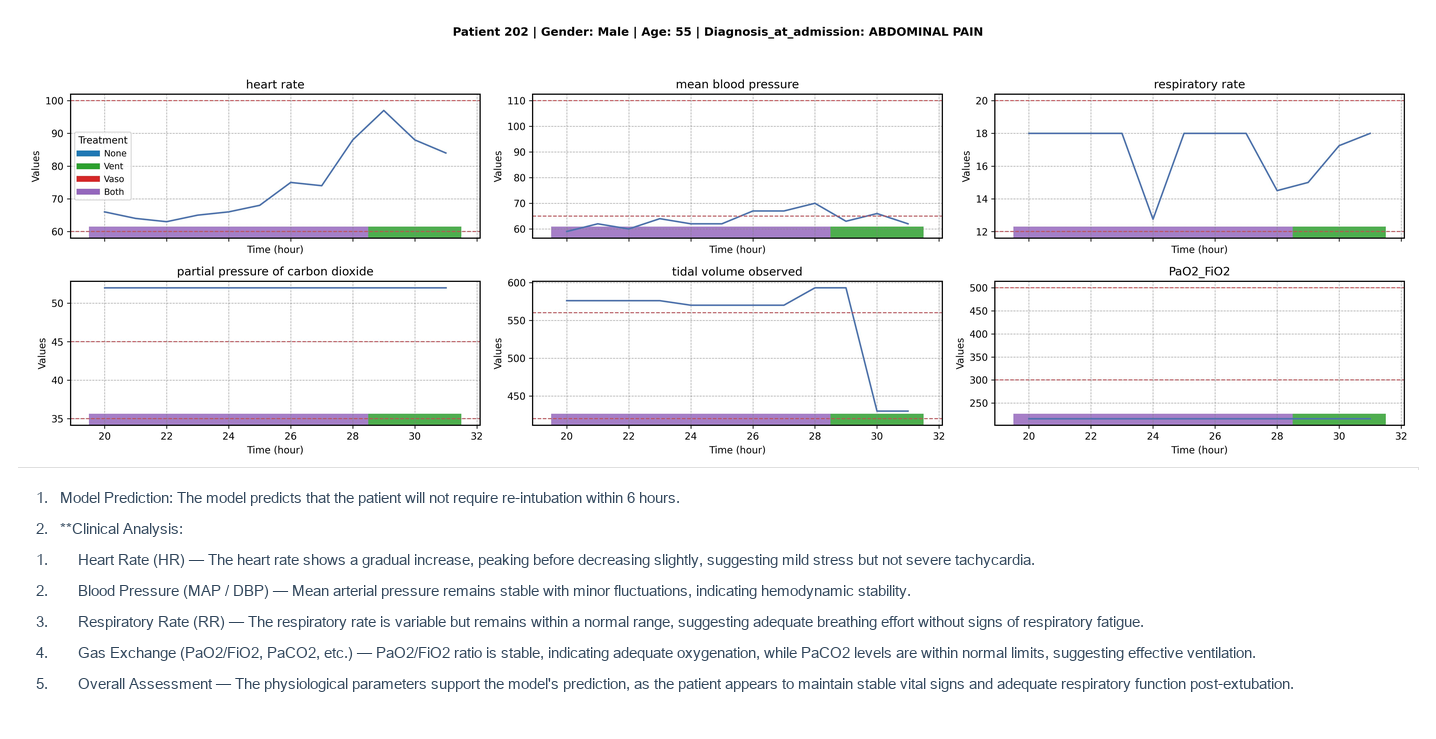 Patient 202 | Gender: Male | Age: 55 | Diagnosis_at_admission: ABDOMINAL PAIN
heart rate
Values
100
90
80
70
60
Treatment
None
Vent
Vaso
Both
Time (hour)
mean blood pressure
Values
110
100
90
80
70
60
Time (hour)
respiratory rate
Values
20
18
16
14
12
Time (hour)
partial pressure of carbon dioxide
Values
50
45
40
35
20 22 24 26 28 30 32
Time (hour)
tidal volume observed
Values
600
550
500
450
20 22 24 26 28 30 32
Time (hour)
PaO2_FiO2
Values
500
450
400
350
300
250
20 22 24 26 28 30 32
Time (hour)
1. Model Prediction: The model predicts that the patient will not require re-intubation within 6 hours.
2. **Clinical Analysis:
1. Heart Rate (HR) — The heart rate shows a gradual increase, peaking before decreasing slightly, suggesting mild stress but not severe tachycardia.
2. Blood Pressure (MAP / DBP) — Mean arterial pressure remains stable with minor fluctuations, indicating hemodynamic stability.
3. Respiratory Rate (RR) — The respiratory rate is variable but remains within a normal range, suggesting adequate breathing effort without signs of respiratory fatigue.
4. Gas Exchange (PaO2/FiO2, PaCO2, etc.) — PaO2/FiO2 ratio is stable, indicating adequate oxygenation, while PaCO2 levels are within normal limits, suggesting effective ventilation.
5. Overall Assessment — The physiological parameters support the model's prediction, as the patient appears to maintain stable vital signs and adequate respiratory function post-extubation.